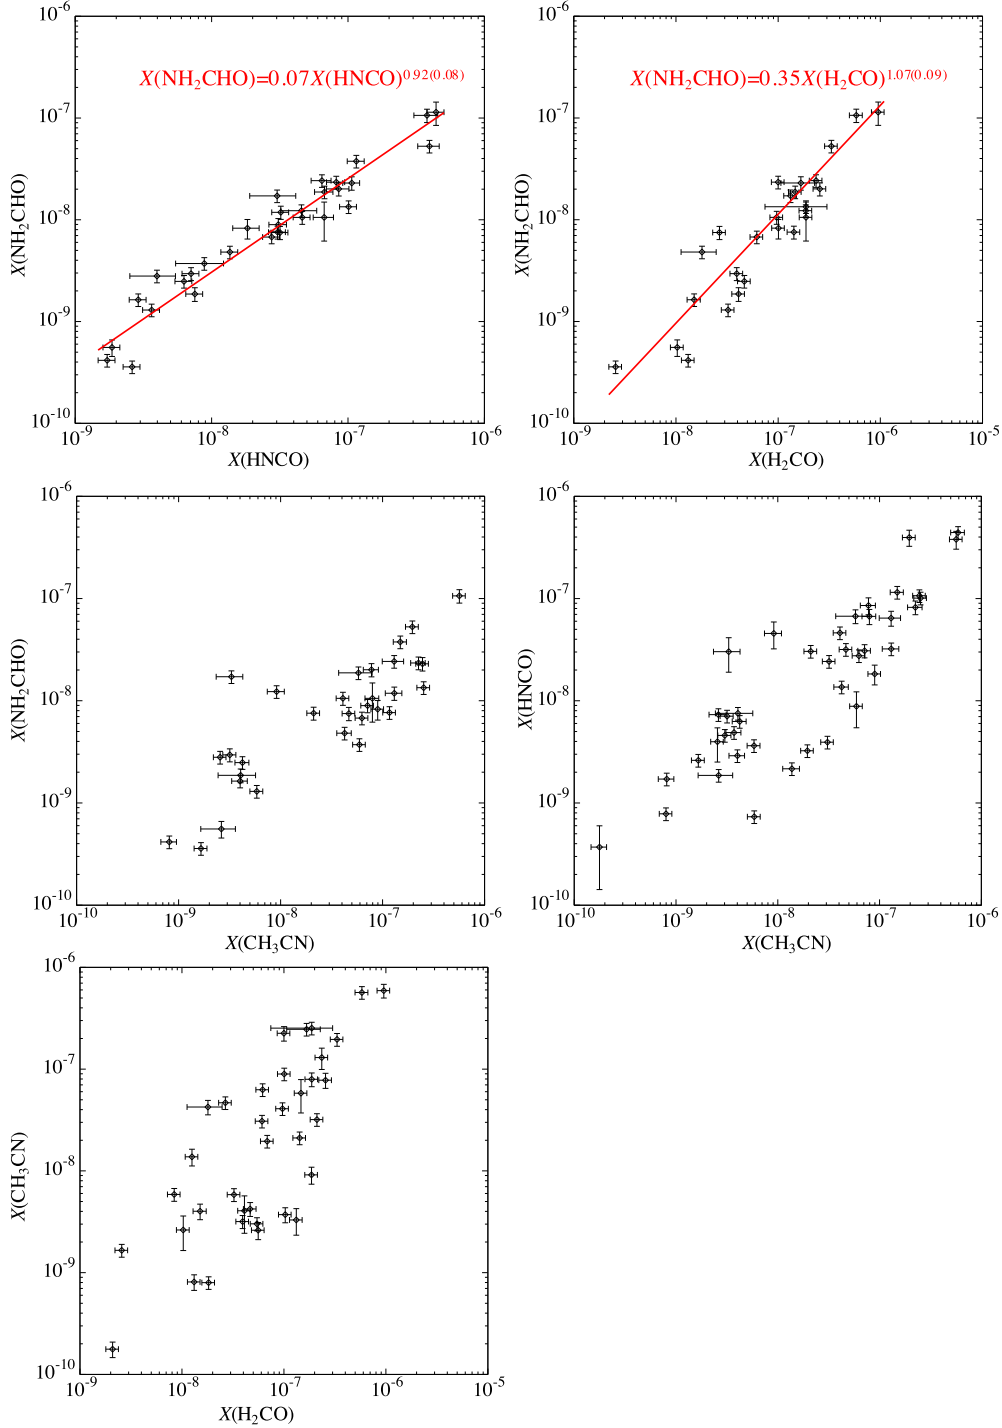 X(NH₂CHO)=0.07X(HNCO)^0.92(0.08)
X(NH₂CHO)
10⁻⁶
10⁻⁷
10⁻⁸
10⁻⁹
10⁻¹⁰
10⁻⁹ 10⁻⁸ 10⁻⁷ 10⁻⁶
X(HNCO)
X(NH₂CHO)=0.35X(H₂CO)^1.07(0.09)
X(NH₂CHO)
10⁻⁶
10⁻⁷
10⁻⁸
10⁻⁹
10⁻¹⁰
10⁻⁹ 10⁻⁸ 10⁻⁷ 10⁻⁶ 10⁻⁵
X(H₂CO)
X(NH₂CHO)
10⁻⁶
10⁻⁷
10⁻⁸
10⁻⁹
10⁻¹⁰
10⁻¹⁰ 10⁻⁹ 10⁻⁸ 10⁻⁷ 10⁻⁶
X(CH₃CN)
X(HNCO)
10⁻⁶
10⁻⁷
10⁻⁸
10⁻⁹
10⁻¹⁰
10⁻¹⁰ 10⁻⁹ 10⁻⁸ 10⁻⁷ 10⁻⁶
X(CH₃CN)
X(CH₃CN)
10⁻⁶
10⁻⁷
10⁻⁸
10⁻⁹
10⁻¹⁰
10⁻⁹ 10⁻⁸ 10⁻⁷ 10⁻⁶ 10⁻⁵
X(H₂CO)